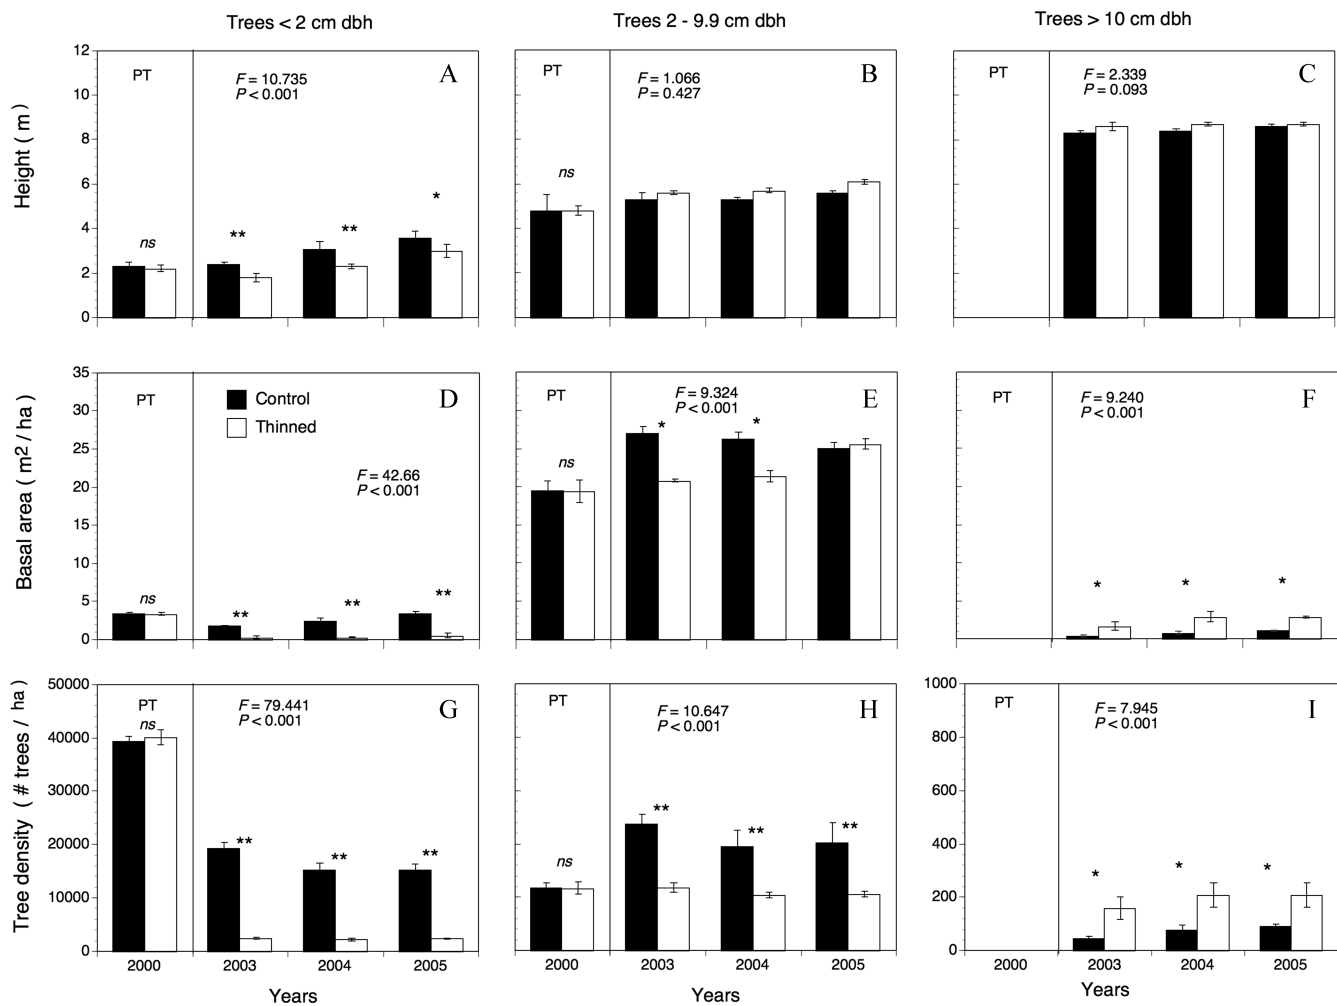 Trees < 2 cm dbh
Trees 2 - 9.9 cm dbh
Trees > 10 cm dbh
Height ( m )
12
10
8
6
4
2
0
PT
F = 10.735
P < 0.001
A
ns
**
**
*
PT
F = 1.066
P = 0.427
B
ns
PT
F = 2.339
P = 0.093
C
Basal area ( m2 / ha )
35
30
25
20
15
10
5
0
PT
Control
Thinned
D
F = 42.66
P < 0.001
ns
**
**
**
PT
F = 9.324
P < 0.001
E
ns
*
*
PT
F = 9.240
P < 0.001
F
*
*
*
Tree density ( # trees / ha )
50000
40000
30000
20000
10000
0
PT
ns
F = 79.441
P < 0.001
G
**
**
**
2000
2003
2004
2005
Years
PT
F = 10.647
P < 0.001
H
ns
**
**
**
2000
2003
2004
2005
Years
1000
800
600
400
200
0
PT
F = 7.945
P < 0.001
I
*
*
*
2000
2003
2004
2005
Years